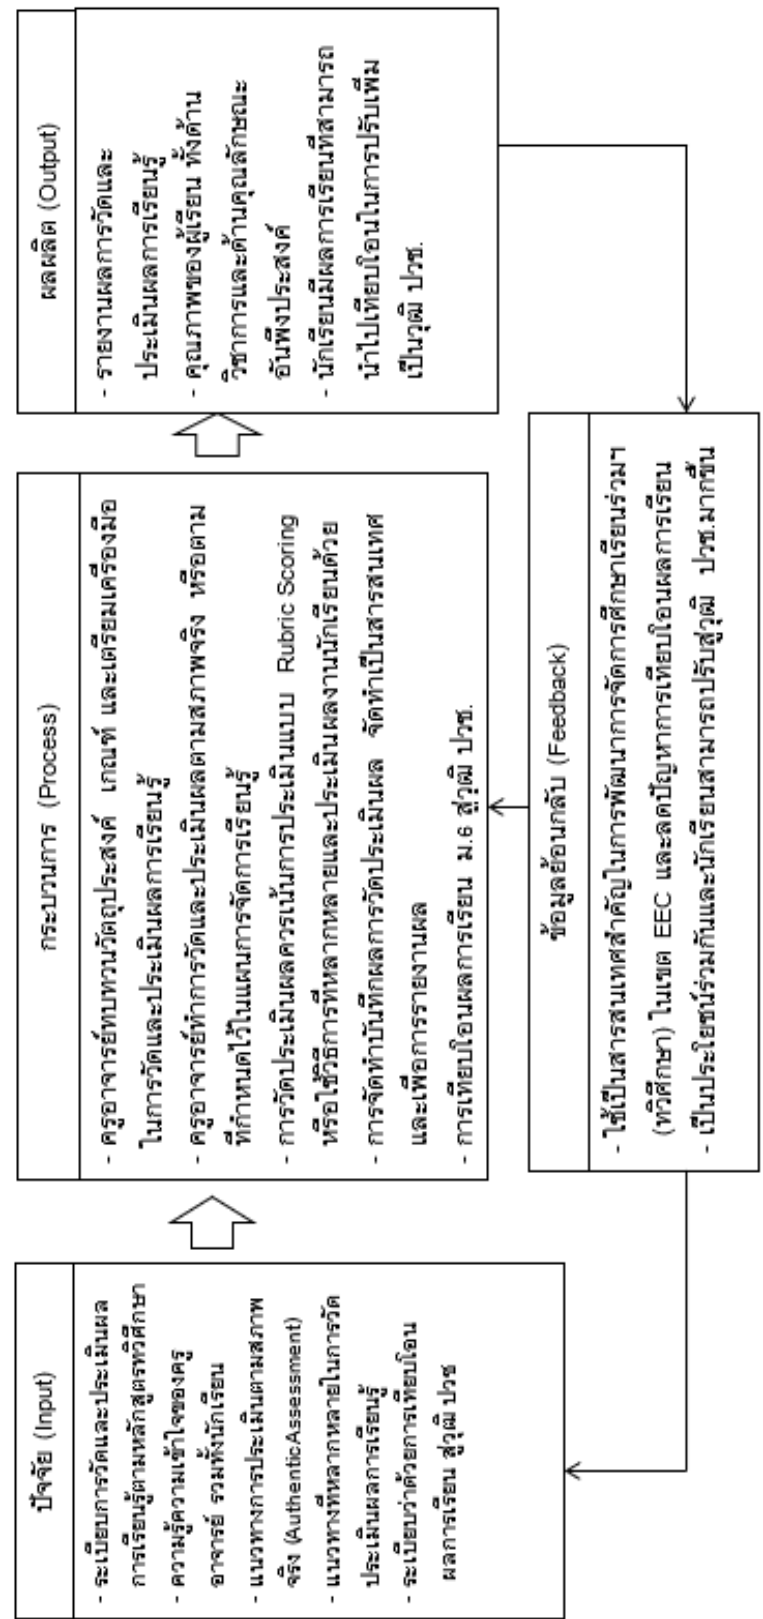 ปัจจัย (Input)
- ระเบียบการวัดและประเมินผล
การเรียนรู้ตามหลักสูตรทวิศึกษา
- ความรู้ความเข้าใจของครู
อาจารย์ รวมทั้งนักเรียน
- แนวทางการประเมินตามสภาพ
จริง (AuthenticAssessment)
- แนวทางที่หลากหลายในการวัด
ประเมินผลการเรียนรู้
- ระเบียบว่าด้วยการเทียบโอน
ผลการเรียน สู่วุฒิ ปวช
กระบวนการ (Process)
- ครูอาจารย์ทบทวนวัตถุประสงค์ เกณฑ์ และเตรียมเครื่องมือ
ในการวัดและประเมินผลการเรียนรู้
- ครูอาจารย์ทำการวัดและประเมินผลตามสภาพจริง หรือตาม
ที่กำหนดไว้ในแผนการจัดการเรียนรู้
- การวัดประเมินผลควรเน้นการประเมินแบบ Rubric Scoring
หรือใช้วิธีการที่หลากหลายและประเมินผลงานนักเรียนด้วย
- การจัดทำบันทึกผลการวัดประเมินผล จัดทำเป็นสารสนเทศ
และเพื่อการรายงานผล
- การเทียบโอนผลการเรียน ม.6 สู่วุฒิ ปวช.
ผลผลิต (Output)
- รายงานผลการวัดและ
ประเมินผลการเรียนรู้
- คุณภาพของผู้เรียน ทั้งด้าน
วิชาการและด้านคุณลักษณะ
อันพึงประสงค์
- นักเรียนมีผลการเรียนที่สามารถ
นำไปเทียบโอนในการปรับเพิ่ม
เป็นวุฒิ ปวช.
ข้อมูลย้อนกลับ (Feedback)
- ใช้เป็นสารสนเทศสำคัญในการพัฒนาการจัดการศึกษาเรียนร่วมฯ
(ทวิศึกษา) ในเขต EEC และลดปัญหาการเทียบโอนผลการเรียน
- เป็นประโยชน์ร่วมกันและนักเรียนสามารถปรับสู่วุฒิ ปวช.มากขึ้น